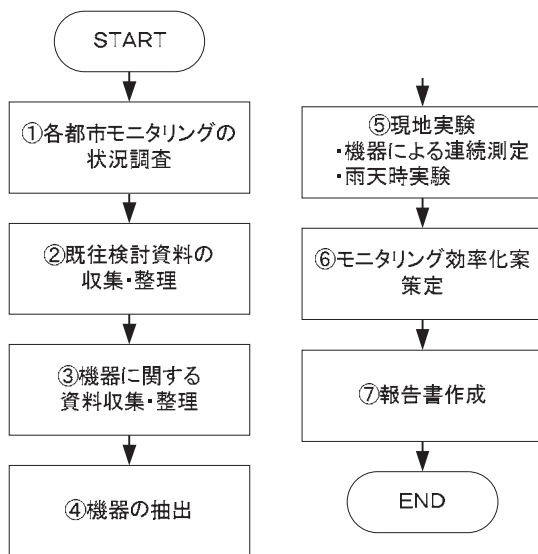 START
①各都市モニタリングの
状況調査
②既往検討資料の
収集・整理
③機器に関する
資料収集・整理
④機器の抽出
⑤現地実験
・機器による連続測定
・雨天時実験
⑥モニタリング効率化案
策定
⑦報告書作成
END